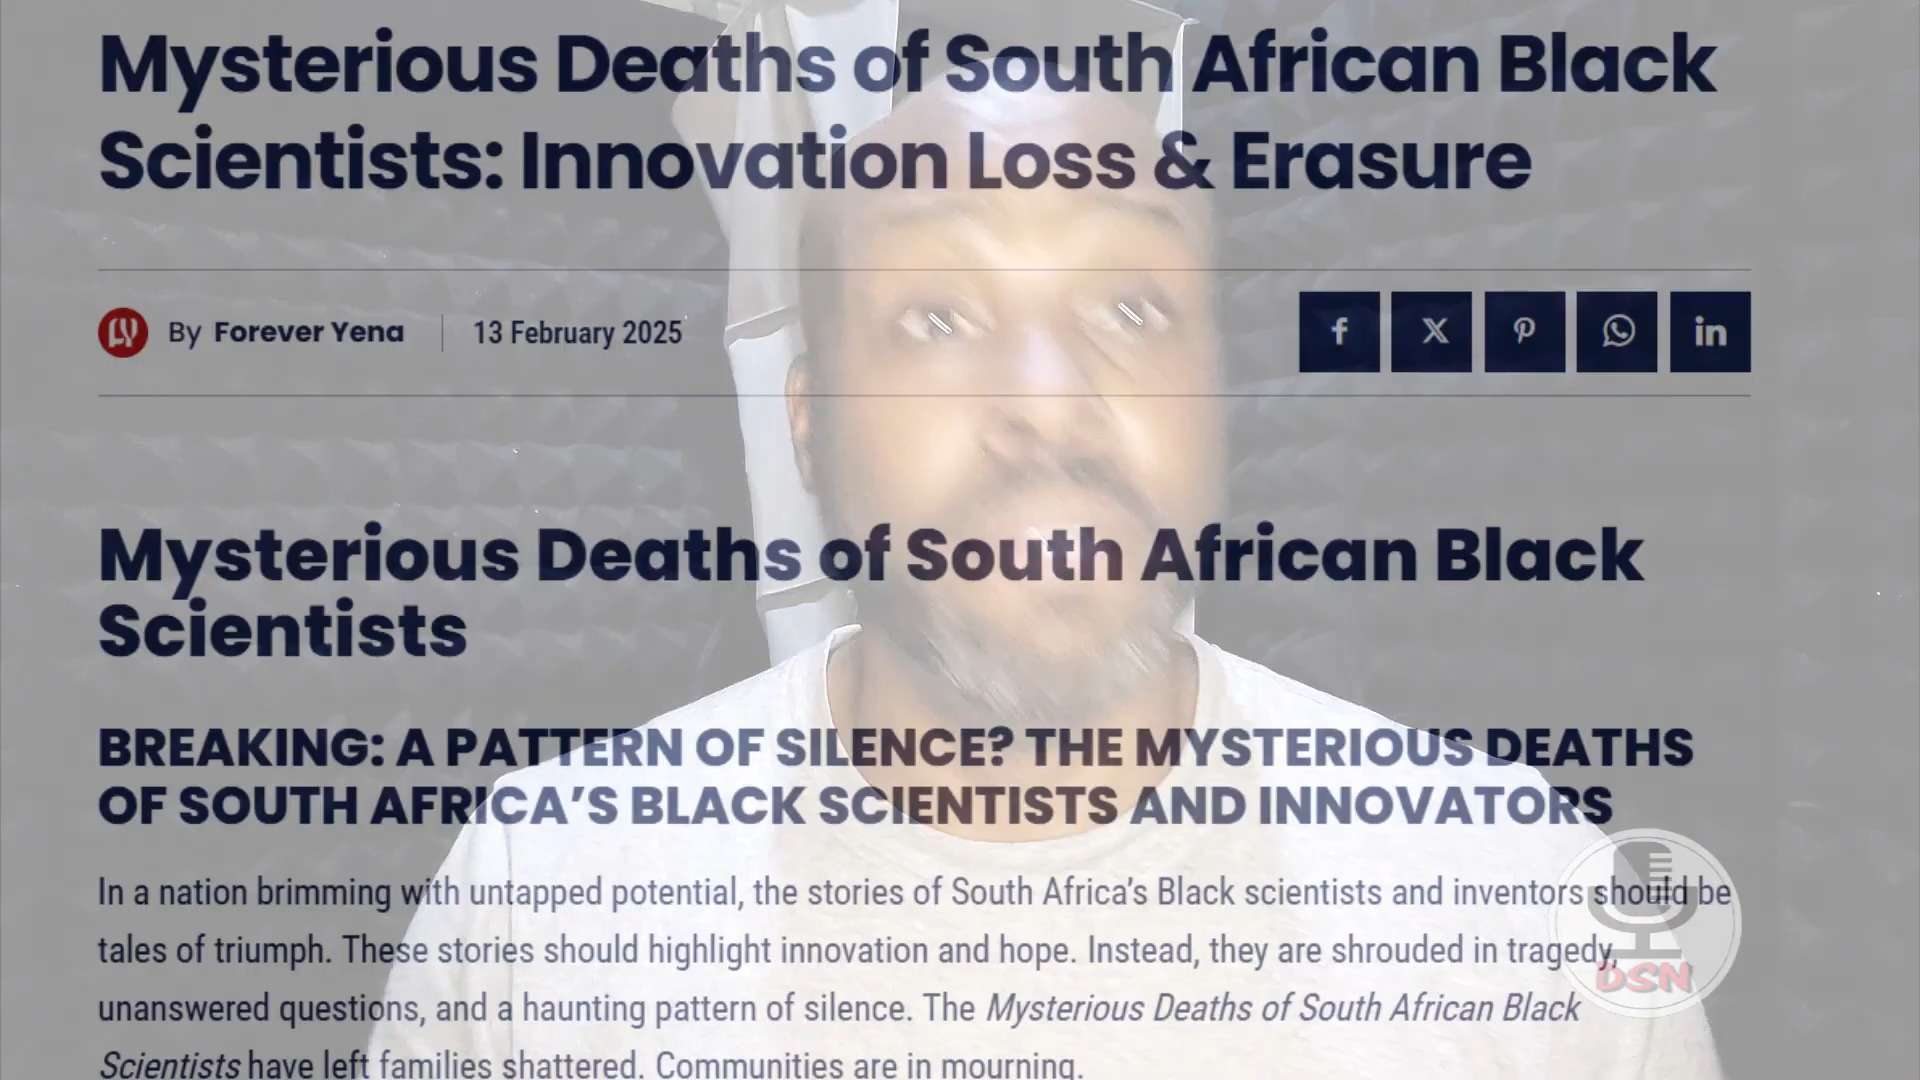 Mysterious Deaths of South African Black
Scientists: Innovation Loss & Erasure
By Forever Yena
13 February 2025
Mysterious Deaths of South African Black
Scientists
BREAKING: A PATTERN OF SILENCE? THE MYSTERIOUS DEATHS
OF SOUTH AFRICA’S BLACK SCIENTISTS AND INNOVATORS
In a nation brimming with untapped potential, the stories of South Africa’s Black scientists and inventors should be
tales of triumph. These stories should highlight innovation and hope. Instead, they are shrouded in tragedy,
unanswered questions, and a haunting pattern of silence. The Mysterious Deaths of South African Black
Scientists have left families shattered. Communities are in mourning.
DSN